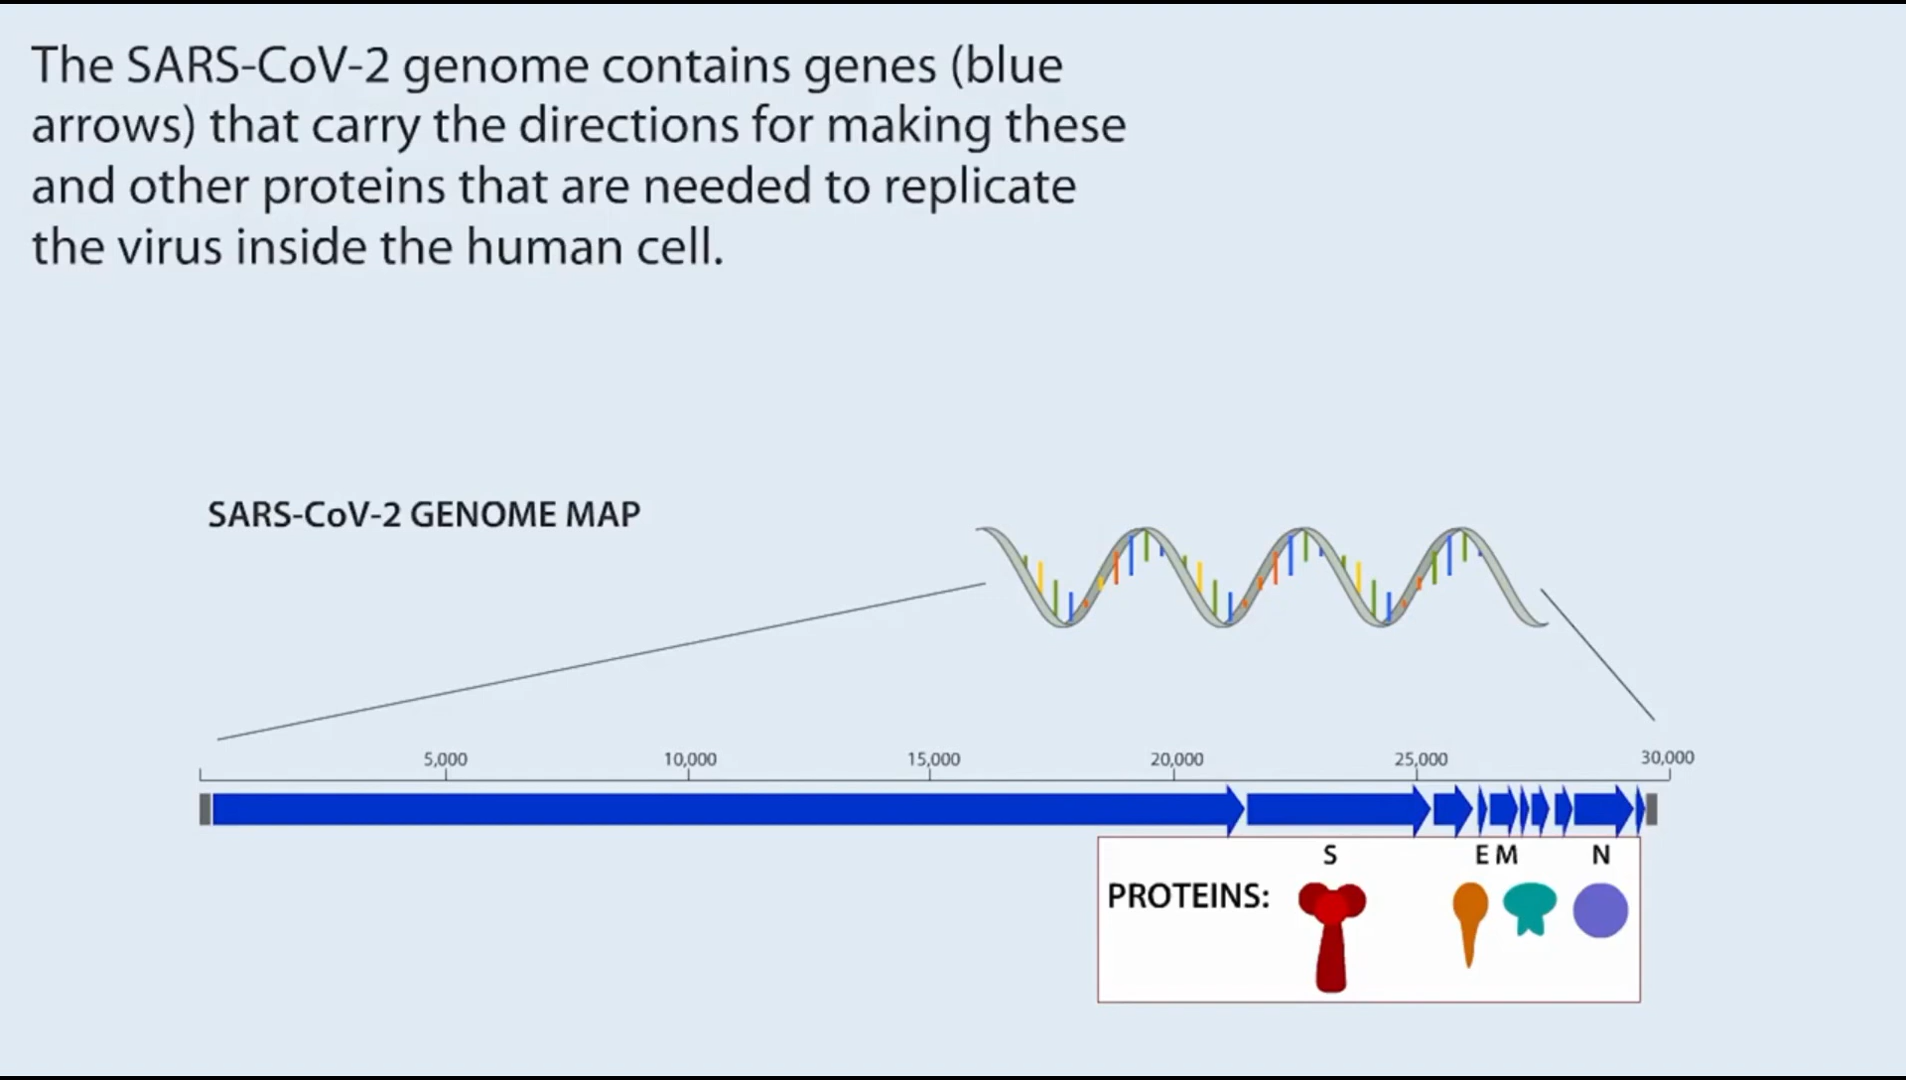 The SARS-CoV-2 genome contains genes (blue
arrows) that carry the directions for making these
and other proteins that are needed to replicate
the virus inside the human cell.
SARS-CoV-2 GENOME MAP
5,000 10,000 15,000 20,000 25,000 30,000
S E M N
PROTEINS: